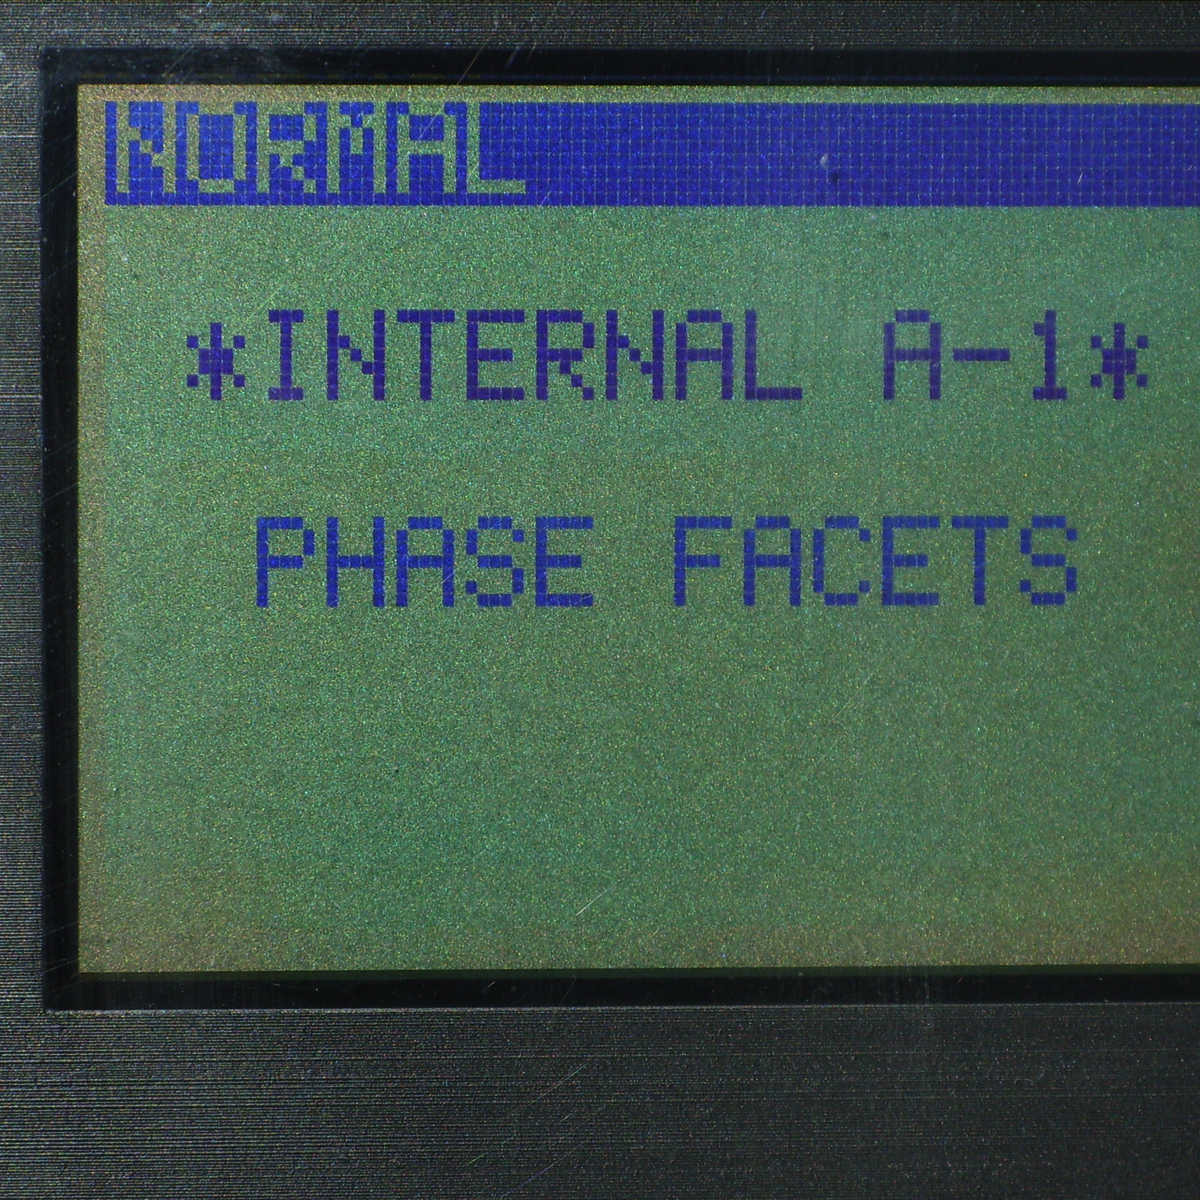 NORMAL
*INTERNAL A-1*
PHASE FACETS